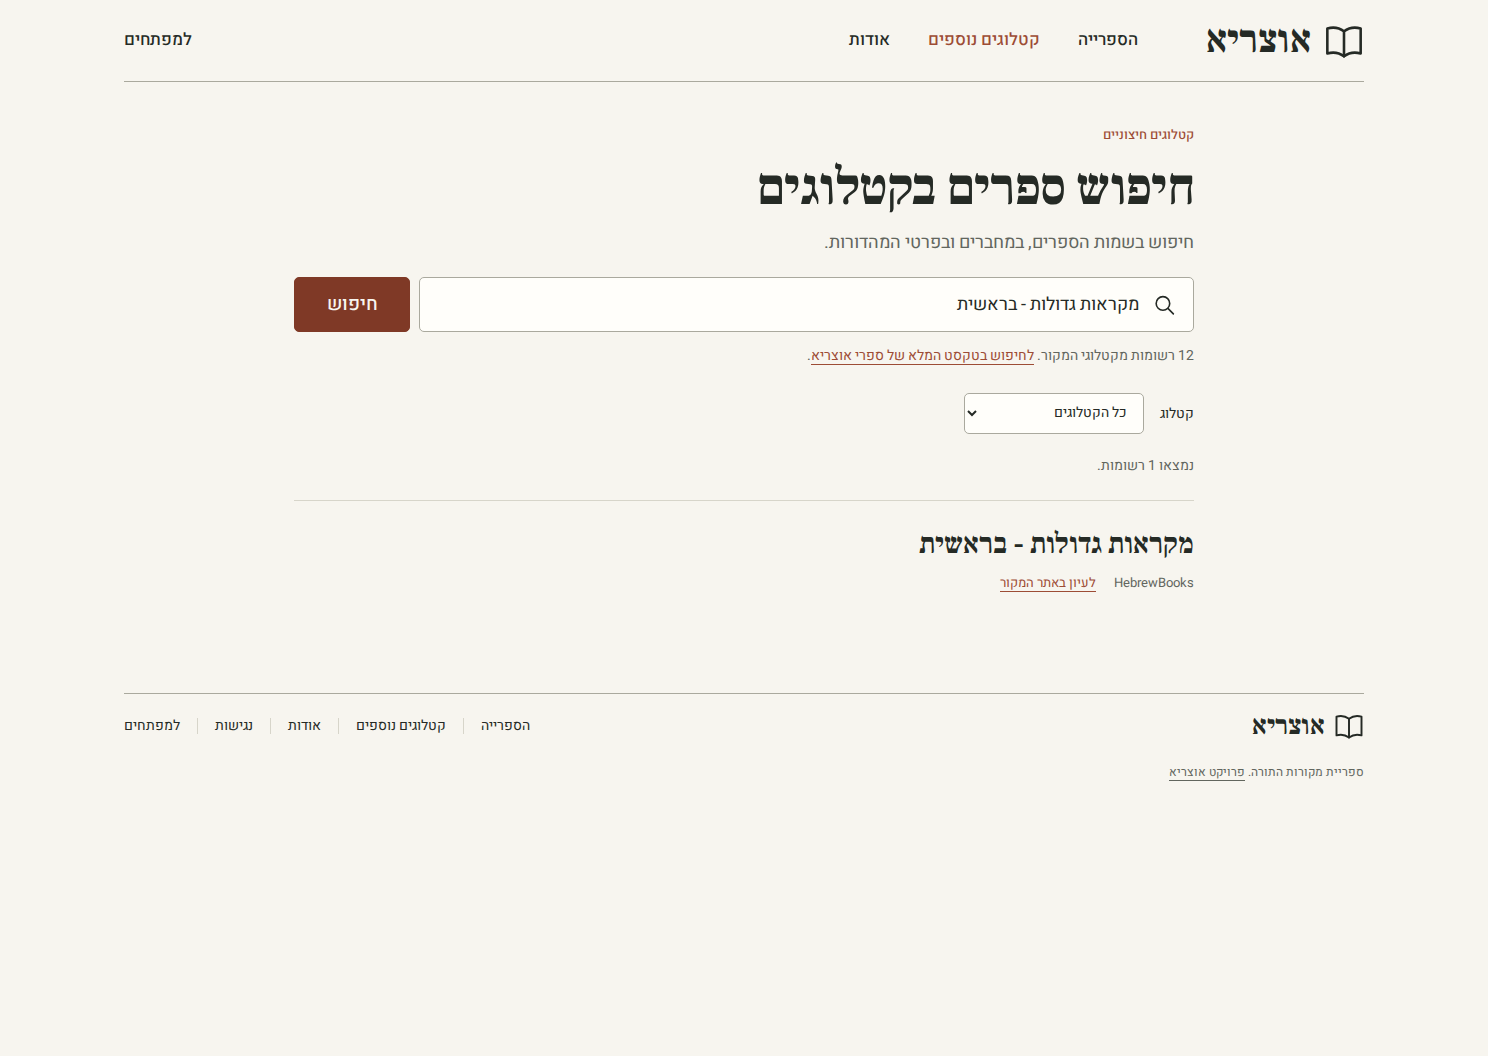 אוצריא
הספרייה
קטלוגים נוספים
אודות
למפתחים
קטלוגים חיצוניים
חיפוש ספרים בקטלוגים
חיפוש בשמות הספרים, במחברים ובפרטי המהדורות.
מקראות גדולות - בראשית
חיפוש
12 רשומות מקטלוגי המקור. לחיפוש בטקסט המלא של ספרי אוצריא.
קטלוג
כל הקטלוגים
נמצאו 1 רשומות.
מקראות גדולות - בראשית
HebrewBooks לעיון באתר המקור
אוצריא
הספרייה
קטלוגים נוספים
אודות
נגישות
למפתחים
ספריית מקורות התורה. פרויקט אוצריא